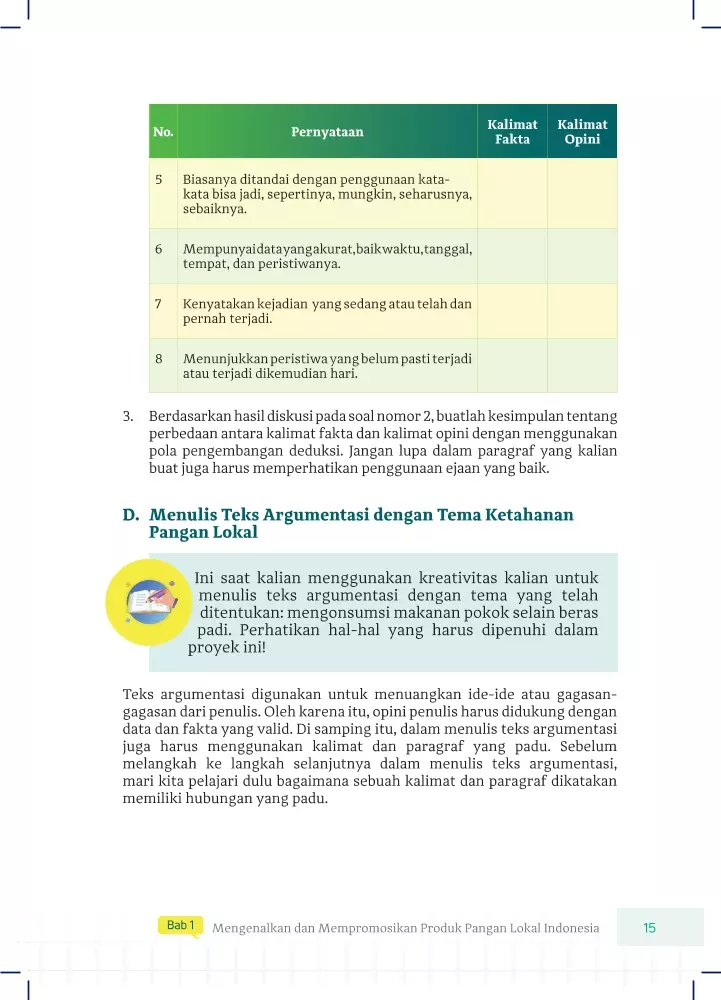 No. Pernyataan Kalimat Fakta Kalimat Opini
5 Biasanya ditandai dengan penggunaan kata-
kata bisa jadi, sepertinya, mungkin, seharusnya,
sebaiknya.
6 Mempunyai data yang akurat, baik waktu, tanggal,
tempat, dan peristiwanya.
7 Kenyatakan kejadian yang sedang atau telah dan
pernah terjadi.
8 Menunjukkan peristiwa yang belum pasti terjadi
atau terjadi dikemudian hari.
3. Berdasarkan hasil diskusi pada soal nomor 2, buatlah kesimpulan tentang
perbedaan antara kalimat fakta dan kalimat opini dengan menggunakan
pola pengembangan deduksi. Jangan lupa dalam paragraf yang kalian
buat juga harus memperhatikan penggunaan ejaan yang baik.
D. Menulis Teks Argumentasi dengan Tema Ketahanan
Pangan Lokal
Ini saat kalian menggunakan kreativitas kalian untuk
menulis teks argumentasi dengan tema yang telah
ditentukan: mengonsumsi makanan pokok selain beras
padi. Perhatikan hal-hal yang harus dipenuhi dalam
proyek ini!
Teks argumentasi digunakan untuk menuangkan ide-ide atau gagasan-
gagasan dari penulis. Oleh karena itu, opini penulis harus didukung dengan
data dan fakta yang valid. Di samping itu, dalam menulis teks argumentasi
juga harus menggunakan kalimat dan paragraf yang padu. Sebelum
melangkah ke langkah selanjutnya dalam menulis teks argumentasi,
mari kita pelajari dulu bagaimana sebuah kalimat dan paragraf dikatakan
memiliki hubungan yang padu.
Bab 1 Mengenalkan dan Mempromosikan Produk Pangan Lokal Indonesia 15